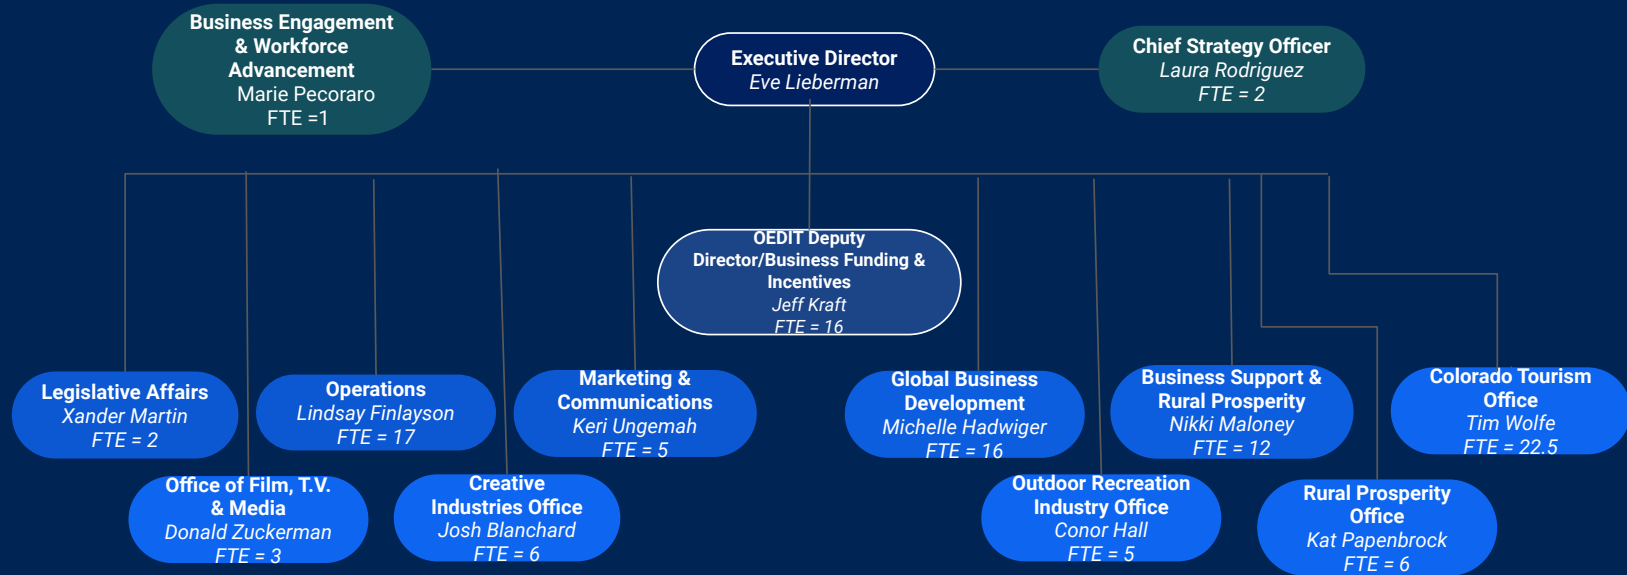 Business Engagement
& Workforce
Advancement
Marie Pecoraro
FTE =1
Executive Director
Eve Lieberman
Chief Strategy Officer
Laura Rodriguez
FTE = 2
OEDIT Deputy
Director/Business Funding &
Incentives
Jeff Kraft
FTE = 16
Legislative Affairs
Xander Martin
FTE = 2
Operations
Lindsay Finlayson
FTE = 17
Marketing &
Communications
Keri Ungemah
FTE = 5
Global Business
Development
Michelle Hadwiger
FTE = 16
Business Support &
Rural Prosperity
Nikki Maloney
FTE = 12
Colorado Tourism
Office
Tim Wolfe
FTE = 22.5
Office of Film, T.V.
& Media
Donald Zuckerman
FTE = 3
Creative
Industries Office
Josh Blanchard
FTE = 6
Outdoor Recreation
Industry Office
Conor Hall
FTE = 5
Rural Prosperity
Office
Kat Papenbrock
FTE = 6